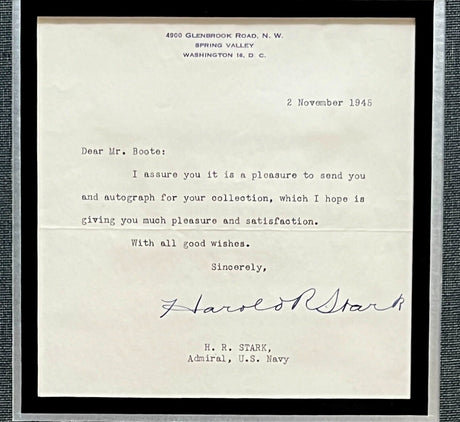 4900 GLENBROOK ROAD, N. W.
SPRING VALLEY
WASHINGTON 16, D. C.
2 November 1948
Dear Mr. Boote:
I assure you it is a pleasure to send you
and autograph for your collection, which I hope is
giving you much pleasure and satisfaction.
With all good wishes.
Sincerely,
Harold R Stark
H. R. STARK,
Admiral, U.S. Navy